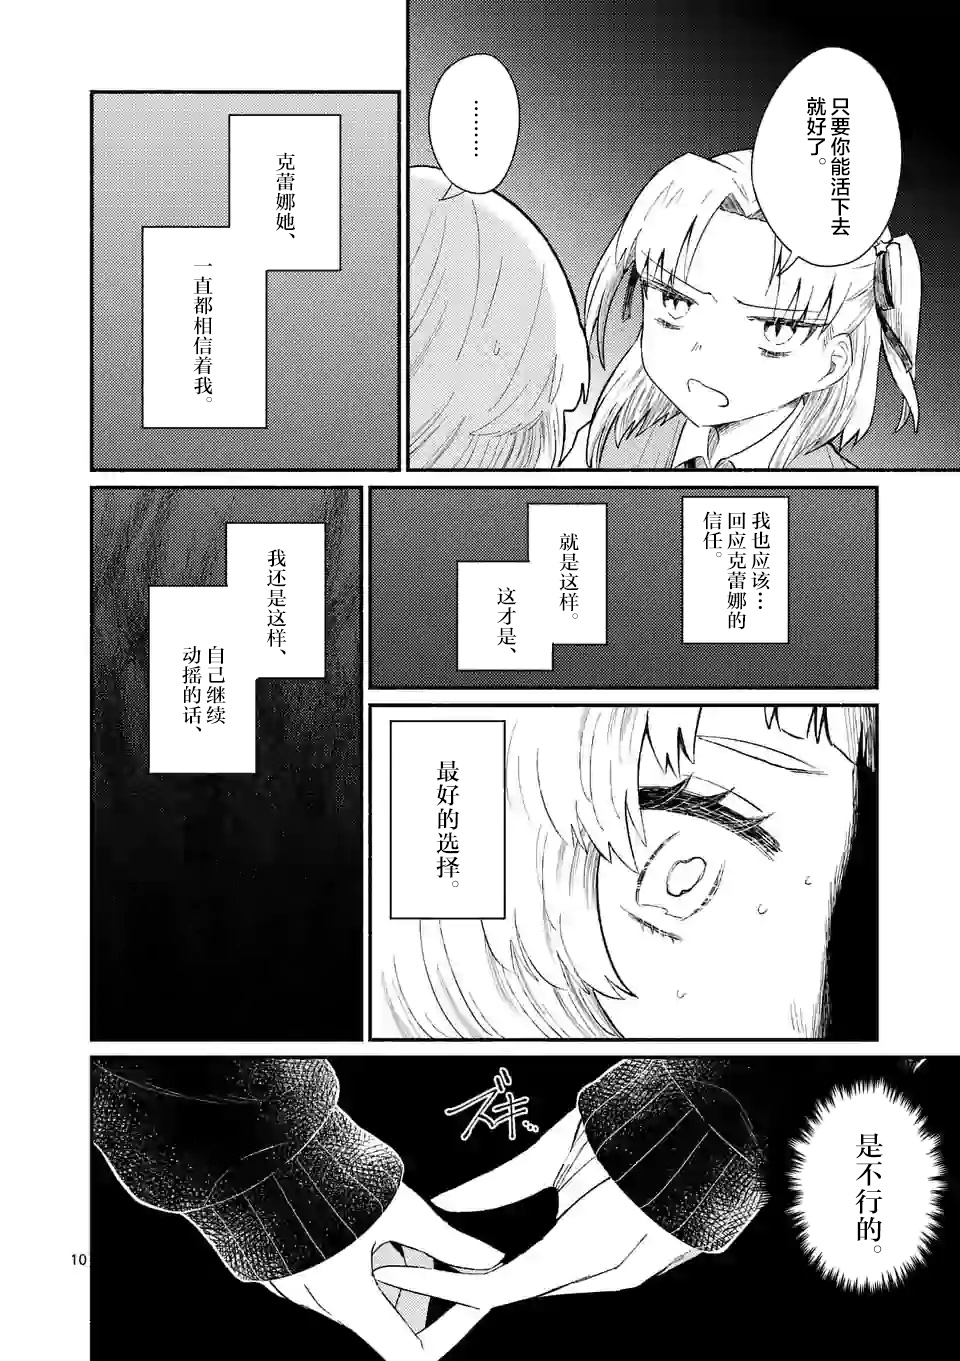 只要你能活下去
就好了。
………
克蕾娜她、
一直都相信着我。
我也应该…
回应克蕾娜的
信任。
就是这样。
这才是、
最好的选择。
我还是这样、
自己继续
动摇的话、
是不行的。
ズキ…
10